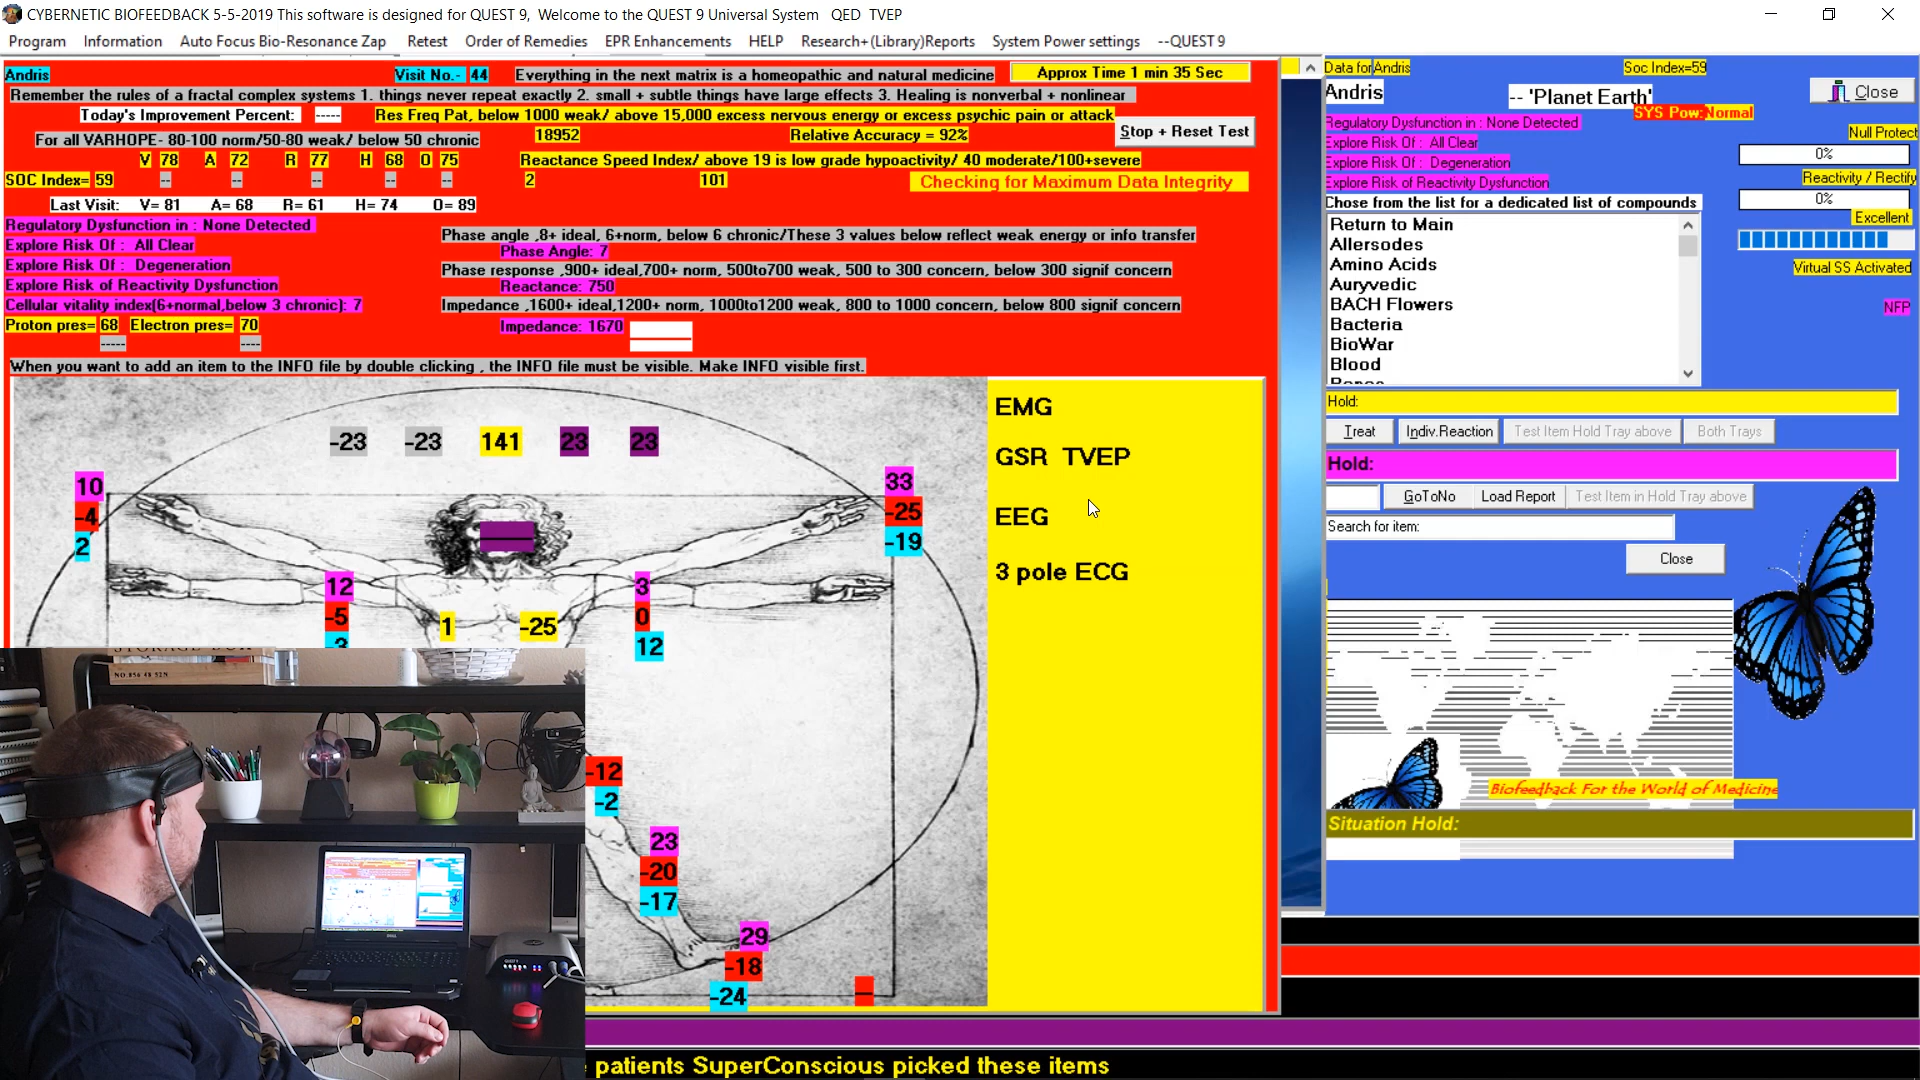 CYBERNETIC BIOFEEDBACK 5-5-2019 This software is designed for QUEST 9, Welcome to the QUEST 9 Universal System QED TVEP
Program Information Auto Focus Bio-Resonance Zap Retest Order of Remedies EPR Enhancements HELP Research+(Library)Reports System Power settings --QUEST 9
Andris Visit No.- 44 Everything in the next matrix is a homeopathic and natural medicine Approx Time 1 min 35 Sec
Remember the rules of a fractal complex systems 1. things never repeat exactly 2. small + subtle things have large effects 3. Healing is nonverbal + nonlinear
Today's Improvement Percent: ----- Res Freq Pat, below 1000 weak/ above 15,000 excess nervous energy or excess psychic pain or attack
For all VARHOPE- 80-100 norm/50-80 weak/ below 50 chronic 18952 Relative Accuracy = 92% Stop + Reset Test
V 78 A 72 R 77 H 68 O 75 Reactance Speed Index/ above 19 is low grade hypoactivity/ 40 moderate/100+severe
SOC Index= 59 -- -- -- -- -- 2 101 Checking for Maximum Data Integrity
Last Visit: V= 81 A= 68 R= 61 H= 74 O= 89
Regulatory Dysfunction in : None Detected
Phase angle ,8+ ideal, 6+norm, below 6 chronic/These 3 values below reflect weak energy or info transfer
Explore Risk Of : All Clear
Phase Angle: 7
Explore Risk Of : Degeneration
Phase response ,900+ ideal,700+ norm, 500to700 weak, 500 to 300 concern, below 300 signif concern
Explore Risk of Reactivity Dysfunction
Reactance: 750
Cellular vitality index(6+normal,below 3 chronic): 7
Impedance ,1600+ ideal,1200+ norm, 1000to1200 weak, 800 to 1000 concern, below 800 signif concern
Proton pres= 68 Electron pres= 70
Impedance: 1670
----- ----
When you want to add an item to the INFO file by double clicking , the INFO file must be visible. Make INFO visible first.
-23 -23 141 23 23
10
-4
2
33
-25
-19
12
-5
-3
3
0
12
1 -25
-12
-2
23
-20
-17
29
-18
-24
EMG
GSR TVEP
EEG
3 pole ECG
STORAGE BOX
NO.856 48 52N
DELL
QUEST 9
patients SuperConscious picked these items
Data for Andris Soc Index=59
Andris -- 'Planet Earth' Close
SYS Pow: Normal
Regulatory Dysfunction in : None Detected
Null Protect
Explore Risk Of : All Clear
0%
Explore Risk Of : Degeneration
Reactivity / Rectify
Explore Risk of Reactivity Dysfunction
0%
Chose from the list for a dedicated list of compounds
Excellent
Virtual SS Activated
NFP
Return to Main
Allersodes
Amino Acids
Auryvedic
BACH Flowers
Bacteria
BioWar
Blood
Bones
Hold:
Treat Indiv.Reaction Test Item Hold Tray above Both Trays
Hold:
GoToNo Load Report Test Item in Hold Tray above
Search for item:
Close
Biofeedback For the World of Medicine
Situation Hold: